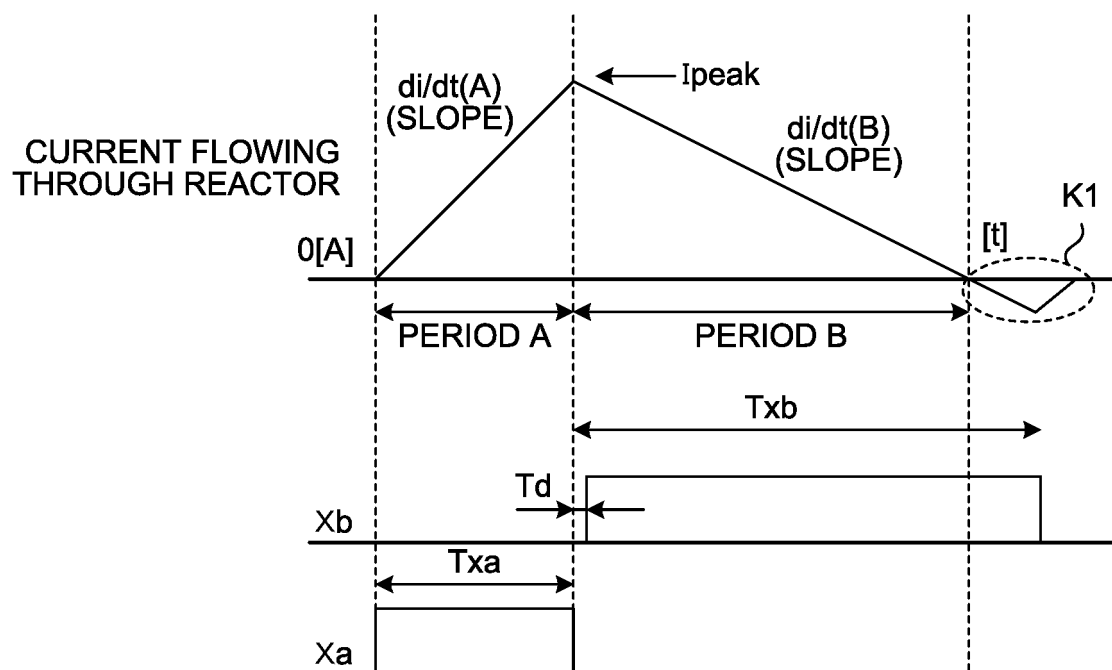 Ipeak
di/dt(A)
(SLOPE)
di/dt(B)
(SLOPE)
CURRENT FLOWING
THROUGH REACTOR
K1
[t]
0[A]
PERIOD A
PERIOD B
Txb
Td
Xb
Txa
Xa